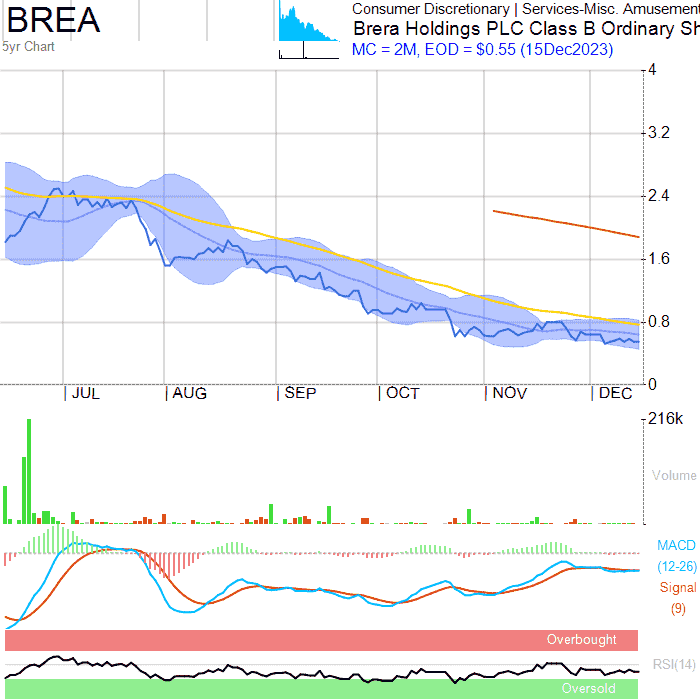 BREA
5yr Chart
Consumer Discretionary | Services-Misc. Amusement
Brera Holdings PLC Class B Ordinary Sh
MC = 2M, EOD = $0.55 (15Dec2023)
4
3.2
2.4
1.6
0.8
0
JUL AUG SEP OCT NOV DEC
216k
Volume
MACD
(12-26)
Signal
(9)
Overbought
RSI(14)
Oversold